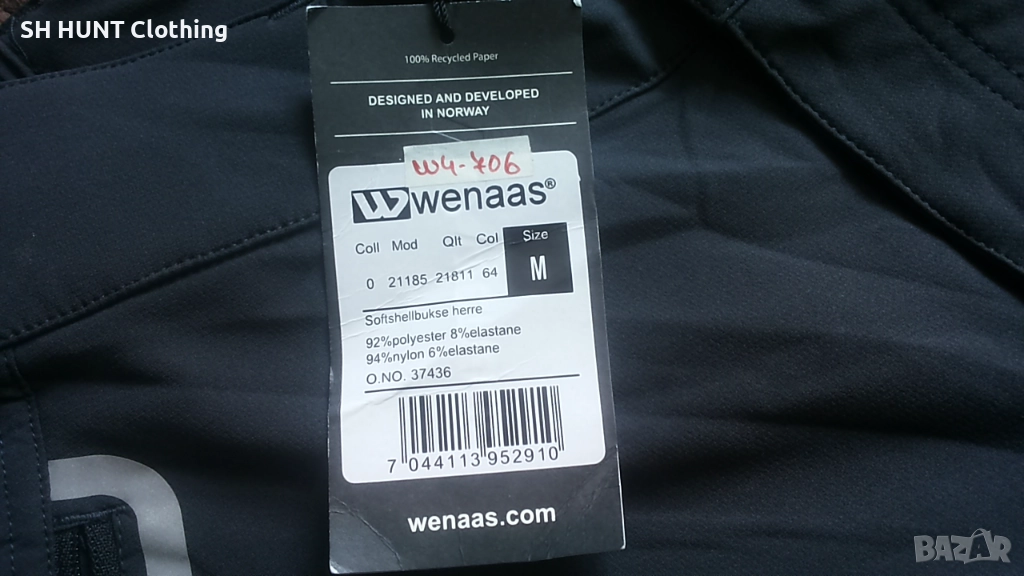 SH HUNT Clothing
100% Recycled Paper
DESIGNED AND DEVELOPED
IN NORWAY
W4-706
W wenaas®
Coll Mod Qlt Col Size
0 21185 21811 64 M
Softshellbukse herre
92%polyester 8%elastane
94%nylon 6%elastane
O.NO. 37436
7 044113 952910
wenaas.com
BAZAR